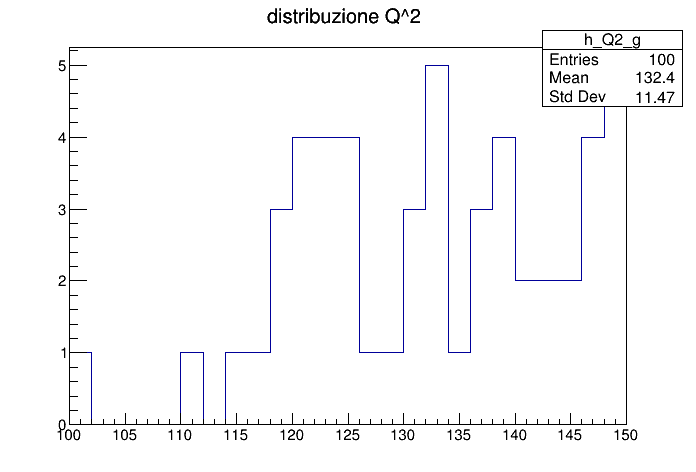 distribuzione Q^2
h_Q2_g
Entries 100
Mean 132.4
Std Dev 11.47
5
4
3
2
1
0
100 105 110 115 120 125 130 135 140 145 150